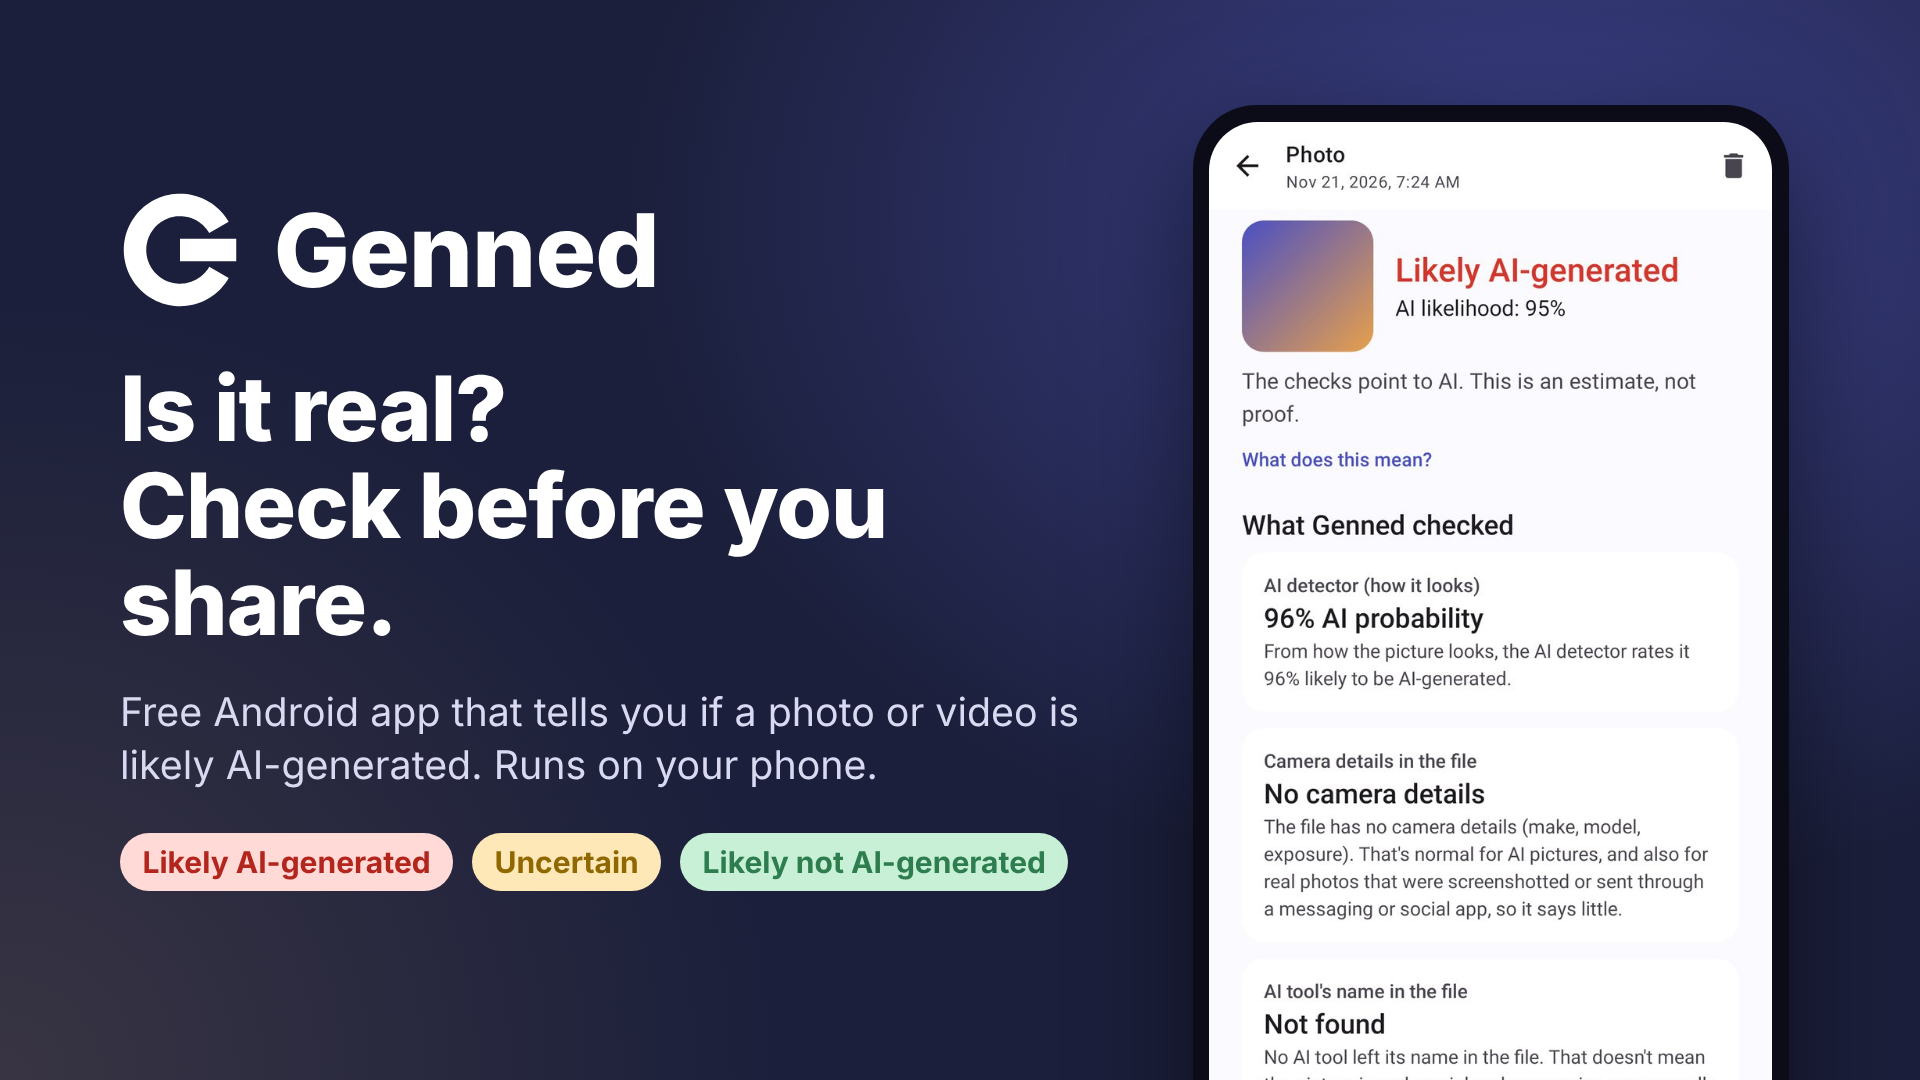 Genned
Is it real?
Check before you
share.
Free Android app that tells you if a photo or video is
likely AI-generated. Runs on your phone.
Likely AI-generated
Uncertain
Likely not AI-generated
Photo
Nov 21, 2026, 7:24 AM
Likely AI-generated
AI likelihood: 95%
The checks point to AI. This is an estimate, not
proof.
What does this mean?
What Genned checked
AI detector (how it looks)
96% AI probability
From how the picture looks, the AI detector rates it
96% likely to be AI-generated.
Camera details in the file
No camera details
The file has no camera details (make, model,
exposure). That's normal for AI pictures, and also for
real photos that were screenshotted or sent through
a messaging or social app, so it says little.
AI tool's name in the file
Not found
No AI tool left its name in the file. That doesn't mean